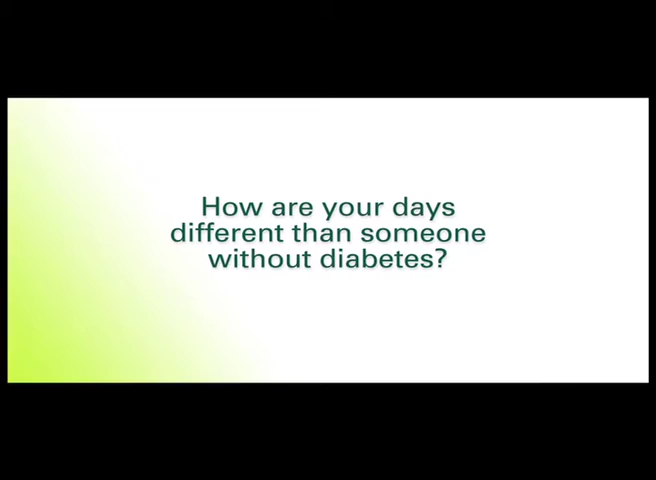 How are your days
different than someone
without diabetes?